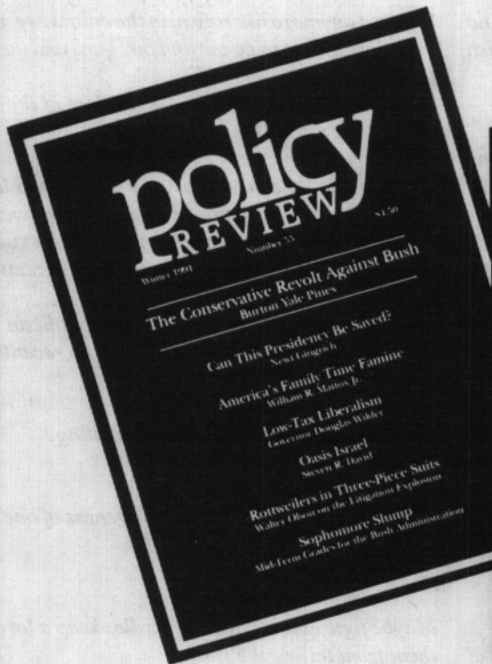 policy
REVIEW
Winter 1991 Number 55
The Conservative Revolt Against Bush
Burton Yale Pines
Can This Presidency Be Saved?
Newt Gingrich
America's Family Time Famine
William R. Mattox Jr.
Low-Tax Liberalism
Governor Douglas Wilder
Oasis Israel
Steven R. David
Rottweilers in Three-Piece Suits
Walter Olson on the Litigation Explosion
Sophomore Slump
Mid-Term Grades for the Bush Administration